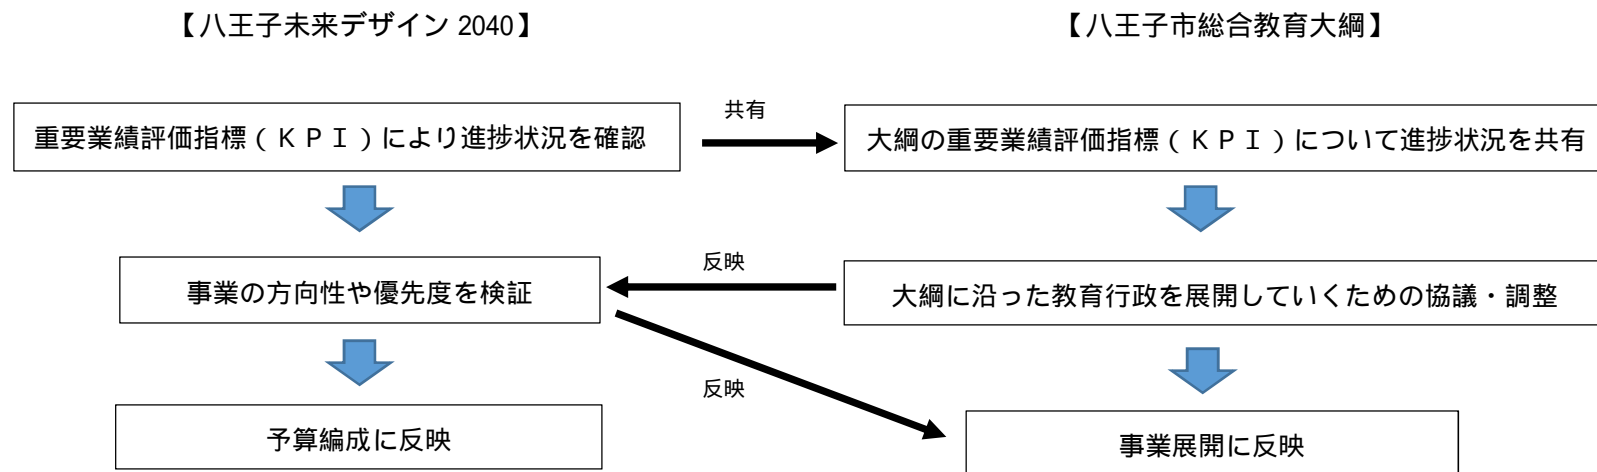 【八王子未来デザイン 2040】
【八王子市総合教育大綱】
重要業績評価指標（ＫＰＩ）により進捗状況を確認
共有
大綱の重要業績評価指標（ＫＰＩ）について進捗状況を共有
事業の方向性や優先度を検証
反映
大綱に沿った教育行政を展開していくための協議・調整
反映
予算編成に反映
事業展開に反映